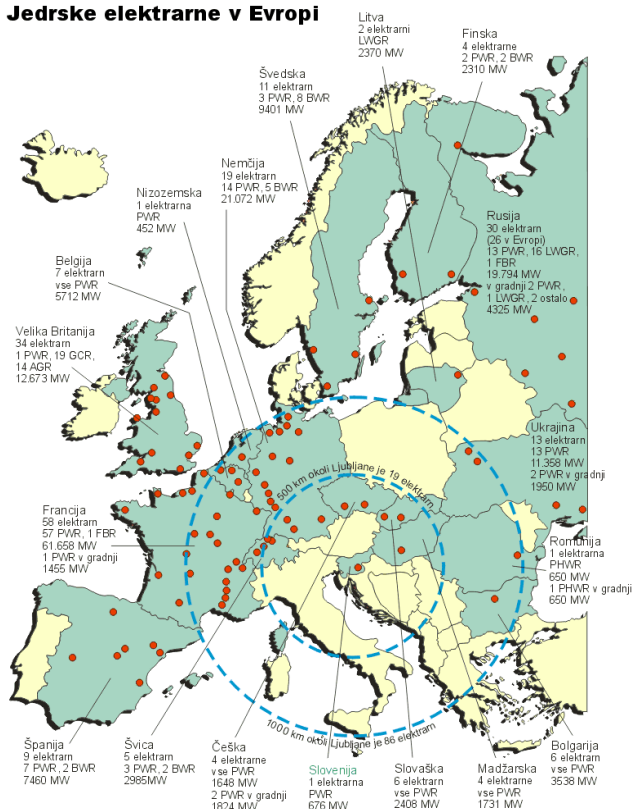 Jedrske elektrarne v Evropi
Litva
2 elektrarni
LWGR
2370 MW
Finska
4 elektrarne
2 PWR, 2 BWR
2310 MW
Švedska
11 elektrarn
3 PWR, 8 BWR
9401 MW
Nemčija
19 elektrarn
14 PWR, 5 BWR
21.072 MW
Nizozemska
1 elektrarna
PWR
452 MW
Rusija
30 elektrarn
(26 v Evropi)
13 PWR, 16 LWGR,
1 FBR
19.794 MW
v gradnji 2 PWR,
1 LWGR, 2 ostalo
4325 MW
Belgija
7 elektrarn
vse PWR
5712 MW
Velika Britanija
34 elektrarn
1 PWR, 19 GCR,
14 AGR
12.673 MW
Ukrajina
13 elektrarn
13 PWR
11.358 MW
2 PWR v gradnji
1950 MW
500 km okoli Ljubljane je 19 elektrarn
Francija
58 elektrarn
57 PWR, 1 FBR
61.658 MW
1 PWR v gradnji
1455 MW
Romunija
1 elektrarna
PHWR
650 MW
1 PHWR v gradnji
650 MW
1000 km okoli Ljubljane je 86 elektrarn
Španija
9 elektrarn
7 PWR, 2 BWR
7460 MW
Švica
5 elektrarn
3 PWR, 2 BWR
2985MW
Češka
4 elektrarne
vse PWR
1648 MW
2 PWR v gradnji
1824 MW
Slovenija
1 elektrarna
PWR
676 MW
Slovaška
6 elektrarn
vse PWR
2408 MW
Madžarska
4 elektrarne
vse PWR
1731 MW
Bolgarija
6 elektrarn
vse PWR
3538 MW